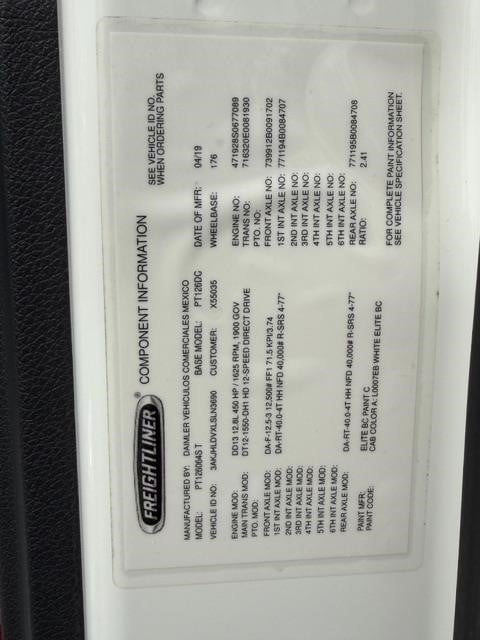 FREIGHTLINER ® COMPONENT INFORMATION
SEE VEHICLE ID NO.
WHEN ORDERING PARTS
MANUFACTURED BY: DAIMLER VEHICULOS COMERCIALES MEXICO
MODEL: PT126064S T BASE MODEL: PT126DC DATE OF MFR: 04/19
VEHICLE ID NO: 3AKJHLDVXLSLN3690 CUSTOMER: X55035 WHEELBASE: 176
ENGINE MOD: DD13 12.8L 450 HP / 1625 RPM, 1900 GOV ENGINE NO: 471928S0677089
MAIN TRANS MOD: DT12-1550-DH1 HD 12-SPEED DIRECT DRIVE TRANS NO: 716320E0081930
PTO. MOD: PTO. NO:
FRONT AXLE MOD: DA-F-12.5-3 12,500# FF1 71.5 KPI/3.74 FRONT AXLE NO: 739912B0091702
1ST INT AXLE MOD: DA-RT-40.0-4T HH NFD 40,000# R-SRS 4-77" 1ST INT AXLE NO: 771194B0084707
2ND INT AXLE MOD: 2ND INT AXLE NO:
3RD INT AXLE MOD: 3RD INT AXLE NO:
4TH INT AXLE MOD: 4TH INT AXLE NO:
5TH INT AXLE MOD: 5TH INT AXLE NO:
6TH INT AXLE MOD: 6TH INT AXLE NO:
REAR AXLE MOD: DA-RT-40.0-4T HH NFD 40,000# R-SRS 4-77" REAR AXLE NO: 771195B0084708
RATIO: 2.41
PAINT MFR: ELITE BC PAINT C
PAINT CODE: CAB COLOR A: L0007EB WHITE ELITE BC
FOR COMPLETE PAINT INFORMATION
SEE VEHICLE SPECIFICATION SHEET.